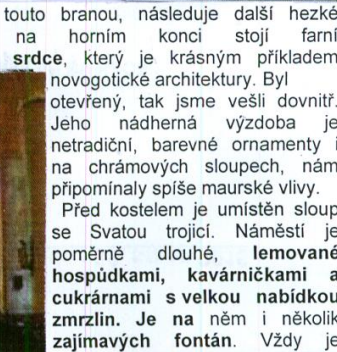 touto branou, následuje další hezké
na horním konci stojí farní
srdce, který je krásným příkladem
novogotické architektury. Byl
otevřený, tak jsme vešli dovnitř.
Jeho nádherná výzdoba je
netradiční, barevné ornamenty i
na chrámových sloupech, nám
připomínaly spíše maurské vlivy.
Před kostelem je umístěn sloup
se Svatou trojicí. Náměstí je
poměrně dlouhé, lemované
hospůdkami, kavárničkami a
cukrárnami s velkou nabídkou
zmrzlin. Je na něm i několik
zajímavých fontán. Vždy je